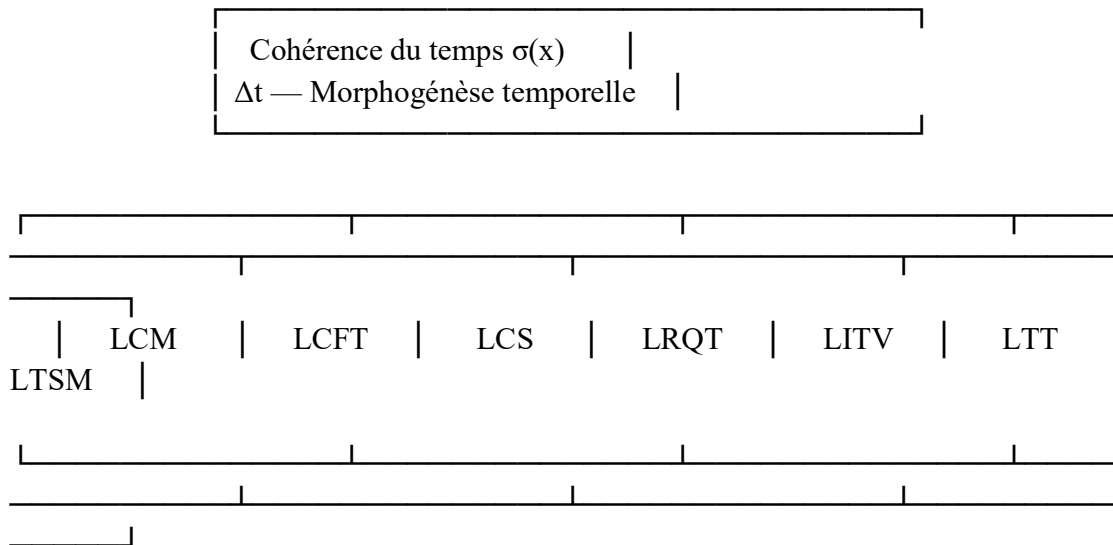 Cohérence du temps σ(x)
Δt — Morphogénèse temporelle
LCM LCFT LCS LRQT LITV LTT
LTSM